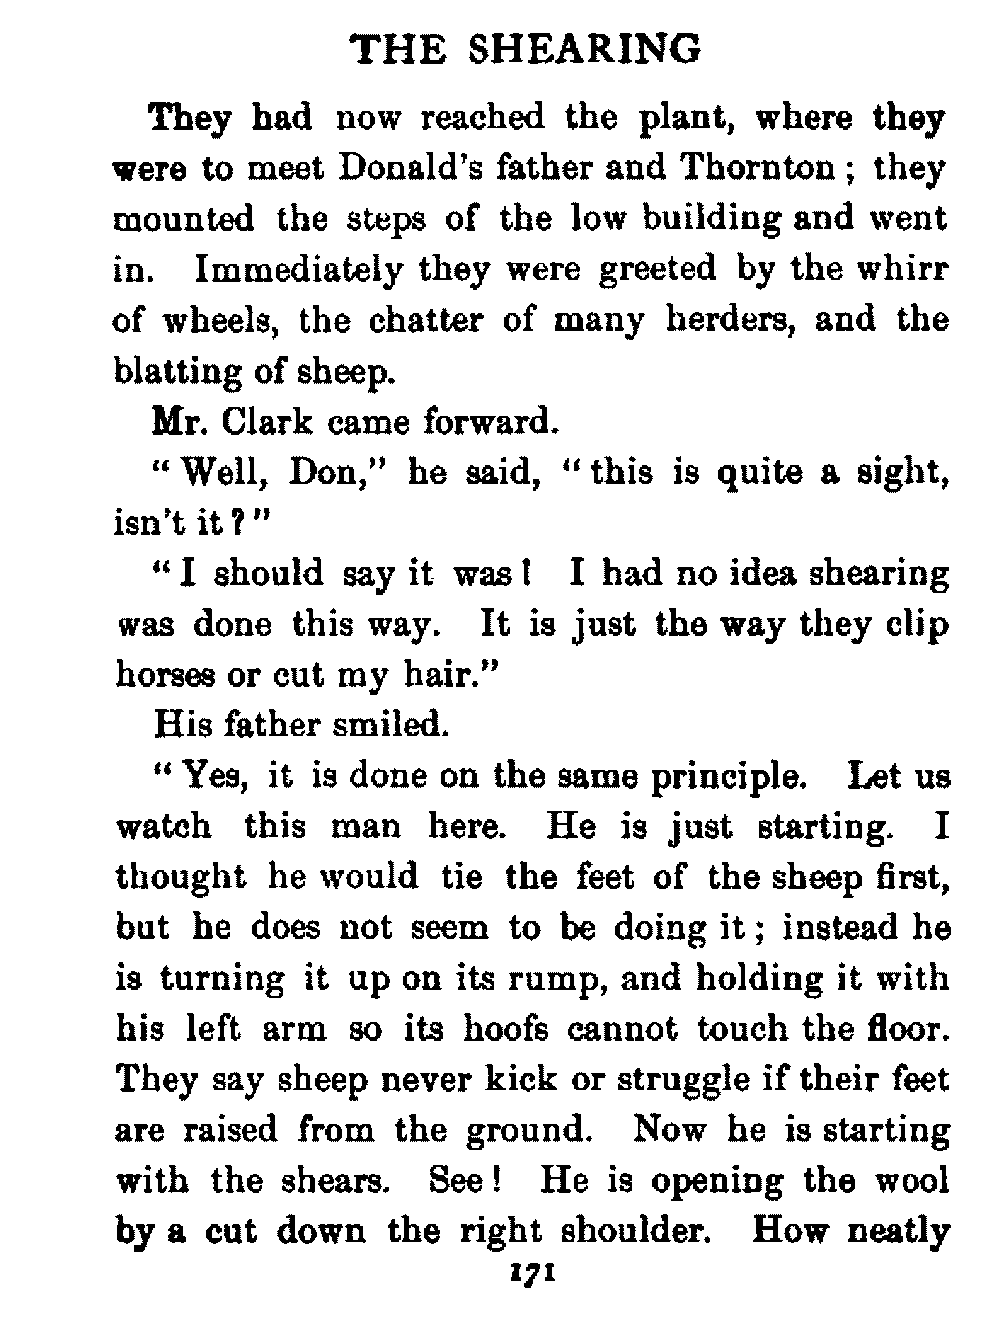 THE SHEARING
They had now reached the plant, where they
were to meet Donald's father and Thornton ; they
mounted the steps of the low building and went
in. Immediately they were greeted by the whirr
of wheels, the chatter of many herders, and the
blatting of sheep.
Mr. Clark came forward.
“ Well, Don,” he said, “ this is quite a sight,
isn't it ? ”
“ I should say it was ! I had no idea shearing
was done this way. It is just the way they clip
horses or cut my hair.”
His father smiled.
“ Yes, it is done on the same principle. Let us
watch this man here. He is just starting. I
thought he would tie the feet of the sheep first,
but he does not seem to be doing it ; instead he
is turning it up on its rump, and holding it with
his left arm so its hoofs cannot touch the floor.
They say sheep never kick or struggle if their feet
are raised from the ground. Now he is starting
with the shears. See ! He is opening the wool
by a cut down the right shoulder. How neatly
171